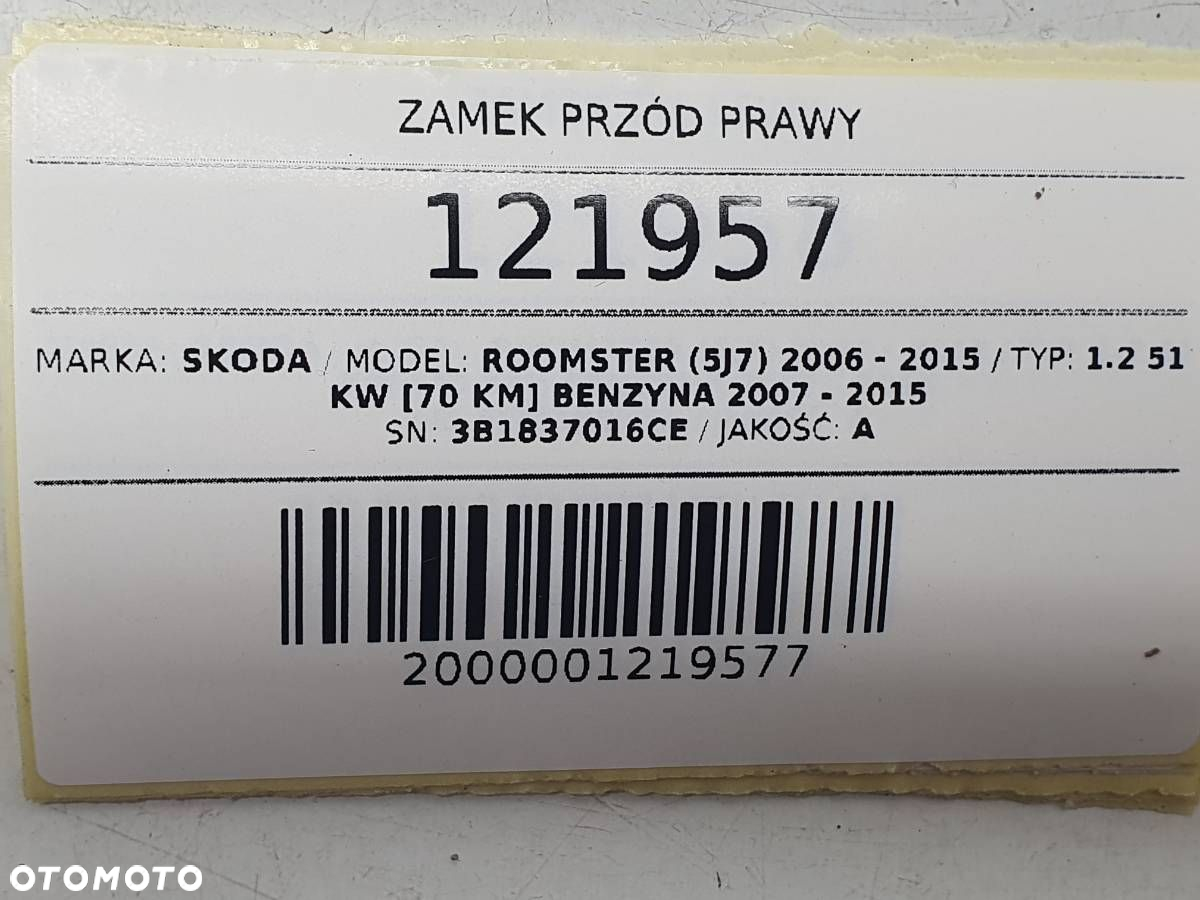 ZAMEK PRZÓD PRAWY
121957
MARKA: SKODA / MODEL: ROOMSTER (5J7) 2006 - 2015 / TYP: 1.2 51
KW [70 KM] BENZYNA 2007 - 2015
SN: 3B1837016CE / JAKOŚĆ: A
2000001219577
OTOMOTO